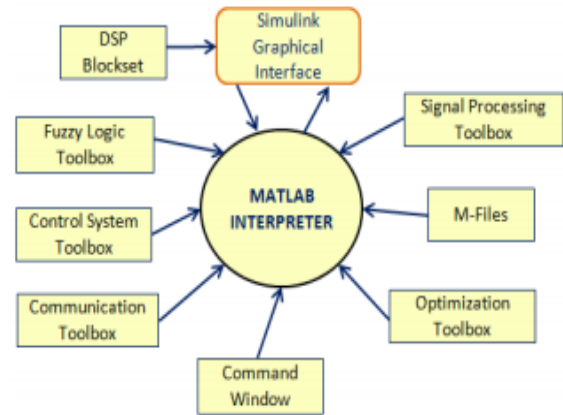 DSP
Blockset
Simulink
Graphical
Interface
Signal Processing
Toolbox
Fuzzy Logic
Toolbox
MATLAB
INTERPRETER
M-Files
Control System
Toolbox
Communication
Toolbox
Optimization
Toolbox
Command
Window